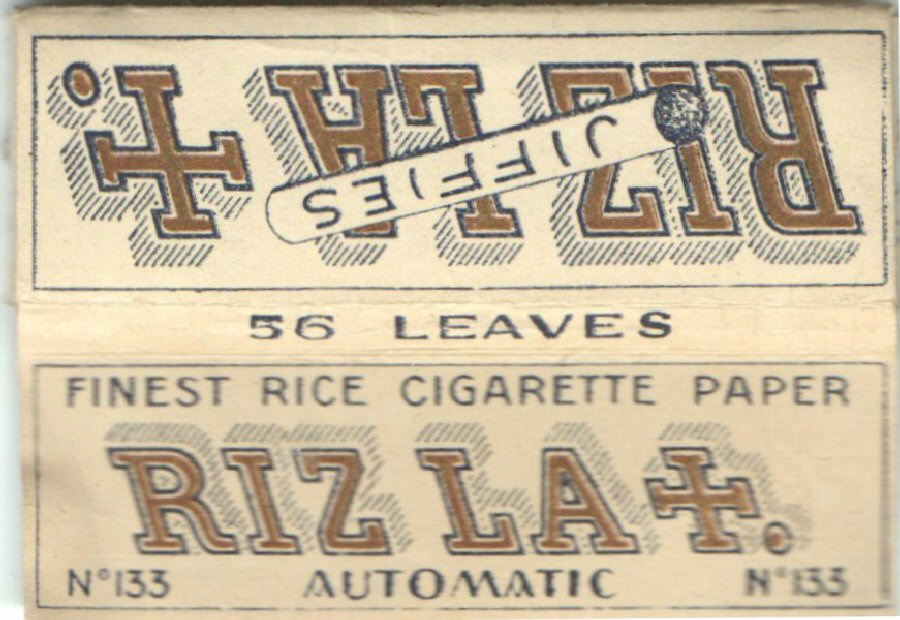 RIZ LA +.
JIFFIES
56 LEAVES
FINEST RICE CIGARETTE PAPER
RIZ LA +.
N° 133 AUTOMATIC N° 133